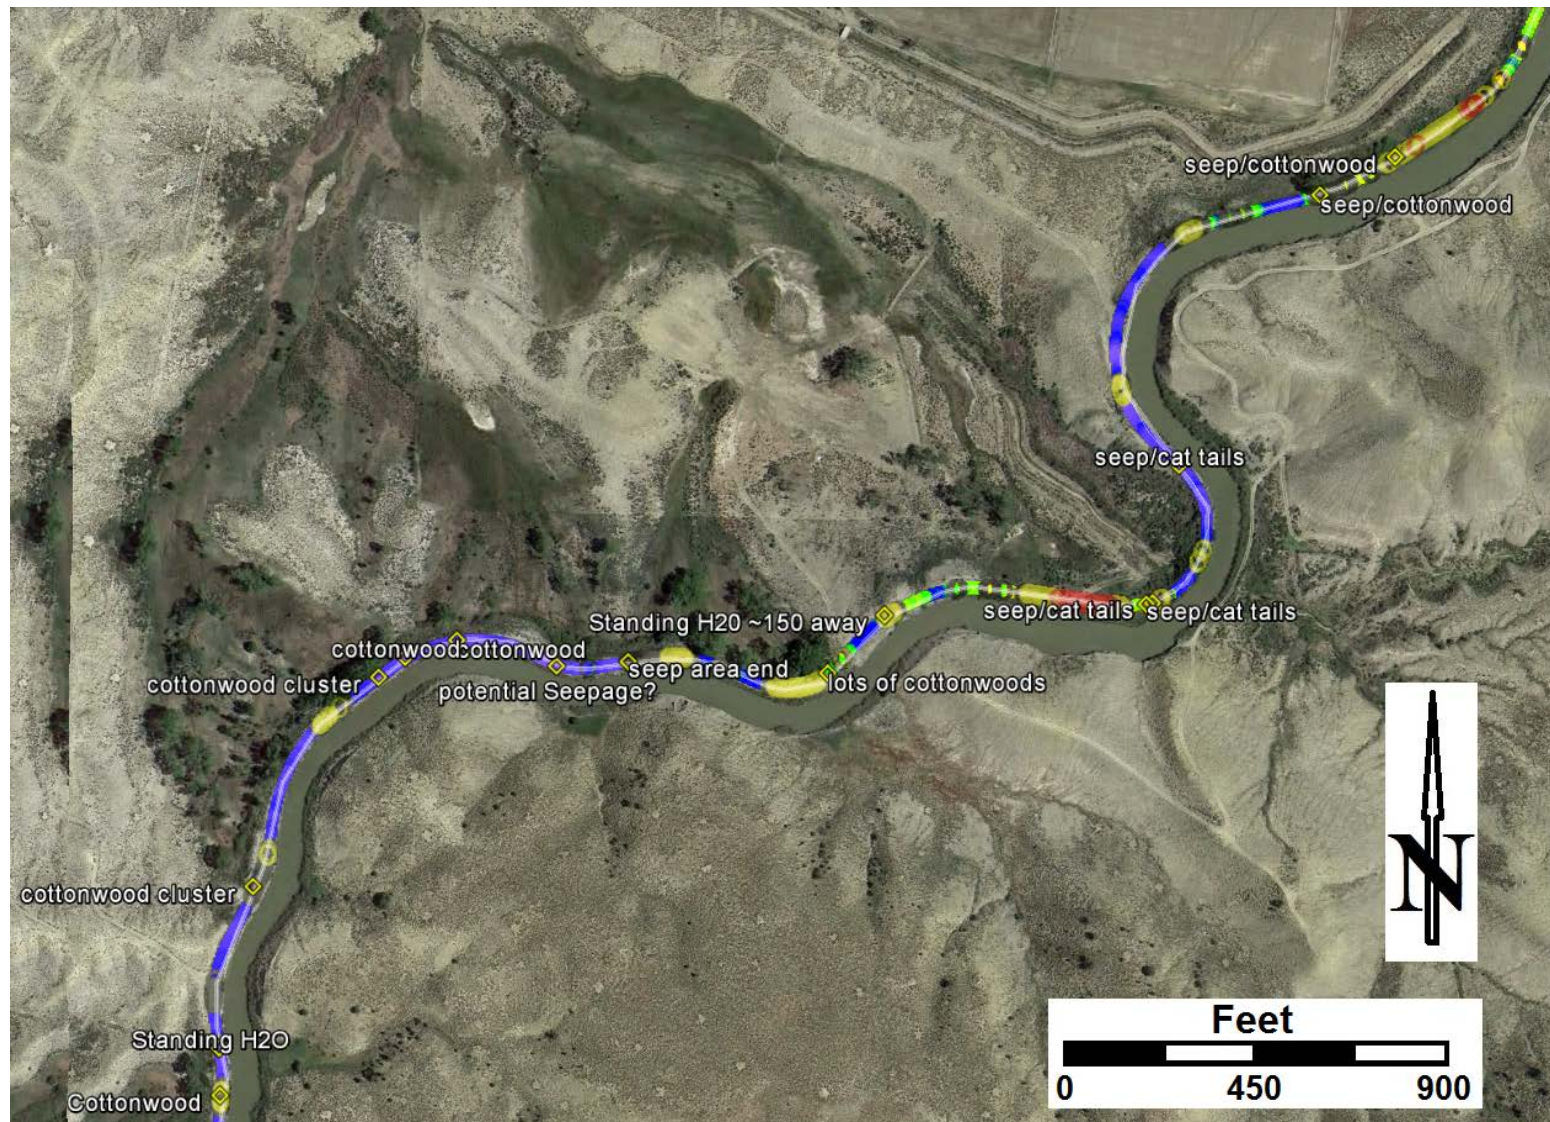 seep/cottonwood
seep/cottonwood
seep/cat tails
seep/cat tails
seep/cat tails
Standing H20 ~150 away
cottonwood
cottonwood
seep area end
cottonwood cluster
potential Seepage?
lots of cottonwoods
cottonwood cluster
N
Feet
Standing H2O
0 450 900
Cottonwood